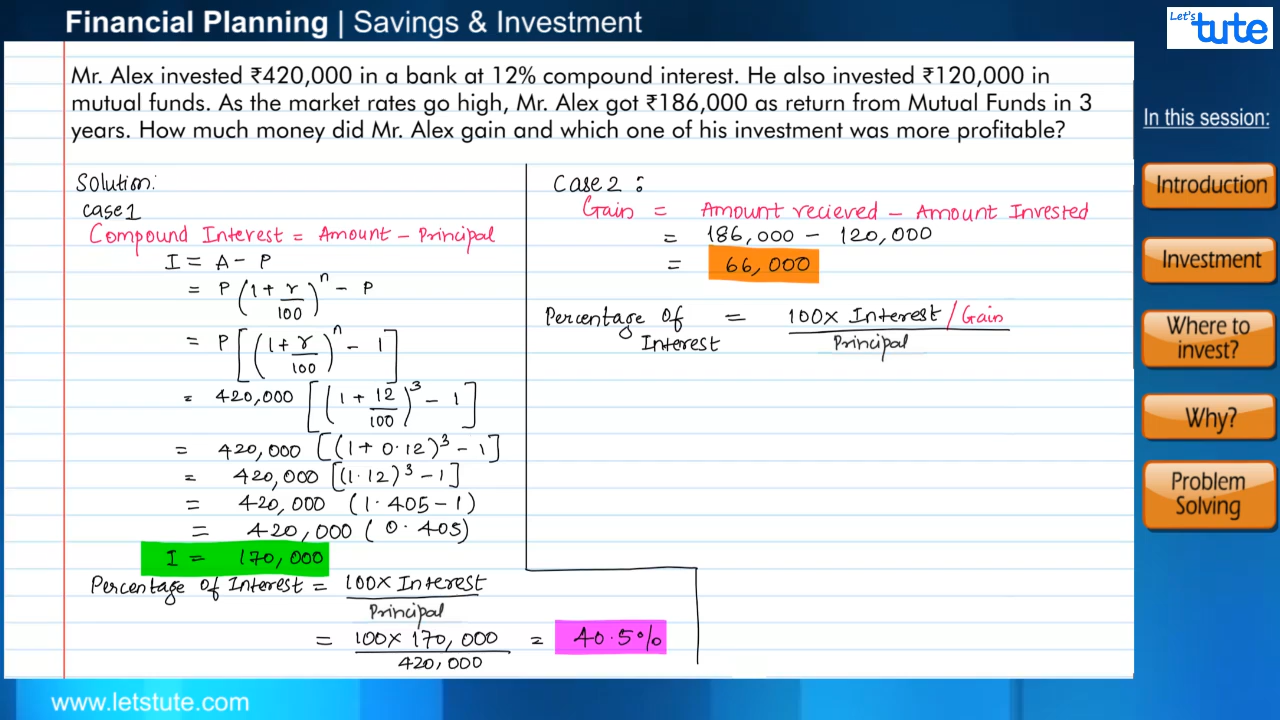 Financial Planning | Savings & Investment
Let's
tute
Mr. Alex invested ₹420,000 in a bank at 12% compound interest. He also invested ₹120,000 in
mutual funds. As the market rates go high, Mr. Alex got ₹186,000 as return from Mutual Funds in 3
years. How much money did Mr. Alex gain and which one of his investment was more profitable?
Solution:
case1
Compound Interest = Amount - Principal
I = A - P
= P (1 + r/100)^n - P
= P [(1 + r/100)^n - 1]
= 420,000 [(1 + 12/100)^3 - 1]
= 420,000 [(1 + 0.12)^3 - 1]
= 420,000 [(1.12)^3 - 1]
= 420,000 (1.405 - 1)
= 420,000 (0.405)
I = 170,000
Percentage of Interest = 100 x Interest / Principal
= 100 x 170,000 / 420,000 = 40.5%
Case 2 :
Gain = Amount recieved - Amount Invested
= 186,000 - 120,000
= 66,000
Percentage of Interest = 100 x Interest / Gain / Principal
In this session:
Introduction
Investment
Where to
invest?
Why?
Problem
Solving
www.letstute.com